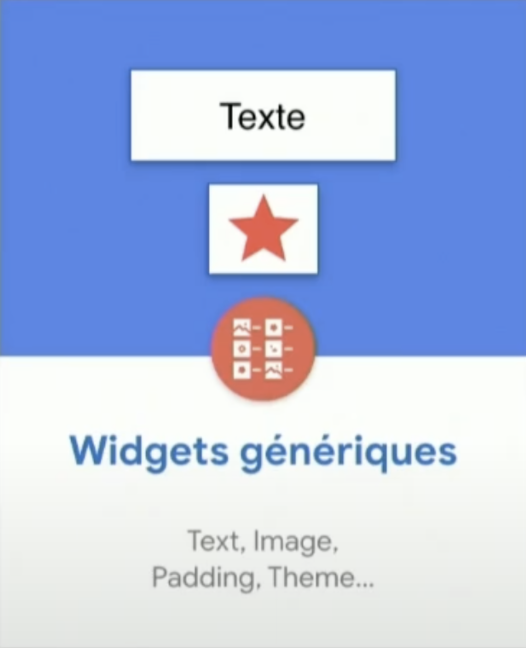 Texte
Widgets génériques
Text, Image,
Padding, Theme...